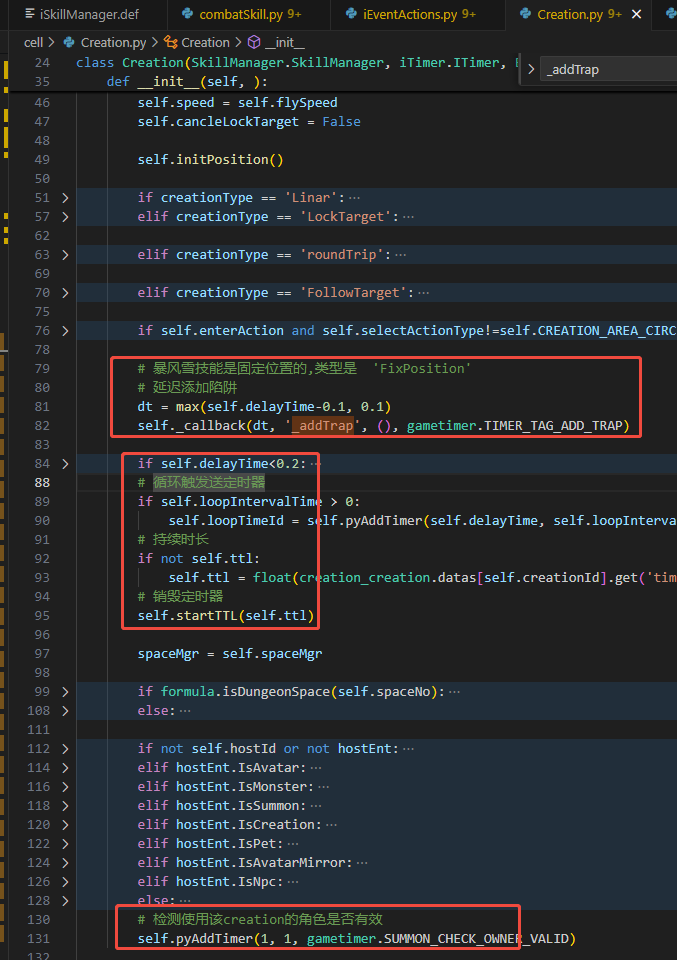 iSkillManager.def combatSkill.py 9+ iEventActions.py 9+ Creation.py 9+
cell > Creation.py > Creation > __init__
_addTrap
24 class Creation(SkillManager.SkillManager, iTimer.ITimer,
35 def __init__(self, ):
46 self.speed = self.flySpeed
47 self.cancleLockTarget = False
48
49 self.initPosition()
50
51 if creationType == 'Linar':…
57 elif creationType == 'LockTarget':…
62
63 elif creationType == 'roundTrip':…
69
70 elif creationType == 'FollowTarget':…
75
76 if self.enterAction and self.selectActionType!=self.CREATION_AREA_CIRC
78
79 # 暴风雪技能是固定位置的,类型是 'FixPosition'
80 # 延迟添加陷阱
81 dt = max(self.delayTime-0.1, 0.1)
82 self._callback(dt, '_addTrap', (), gametimer.TIMER_TAG_ADD_TRAP)
83
84 if self.delayTime<0.2:…
88 # 循环触发送定时器
89 if self.loopIntervalTime > 0:
90 self.loopTimeId = self.pyAddTimer(self.delayTime, self.loopInterva
91 # 持续时长
92 if not self.ttl:
93 self.ttl = float(creation_creation.datas[self.creationId].get('tim
94 # 销毁定时器
95 self.startTTL(self.ttl)
96
97 spaceMgr = self.spaceMgr
98
99 if formula.isDungeonSpace(self.spaceNo):…
108 else:…
111
112 if not self.hostId or not hostEnt:…
114 elif hostEnt.IsAvatar:…
116 elif hostEnt.IsMonster:…
118 elif hostEnt.IsSummon:…
120 elif hostEnt.IsCreation:…
122 elif hostEnt.IsPet:…
124 elif hostEnt.IsAvatarMirror:…
126 elif hostEnt.IsNpc:…
128 else:…
130 # 检测使用该creation的角色是否有效
131 self.pyAddTimer(1, 1, gametimer.SUMMON_CHECK_OWNER_VALID)
132